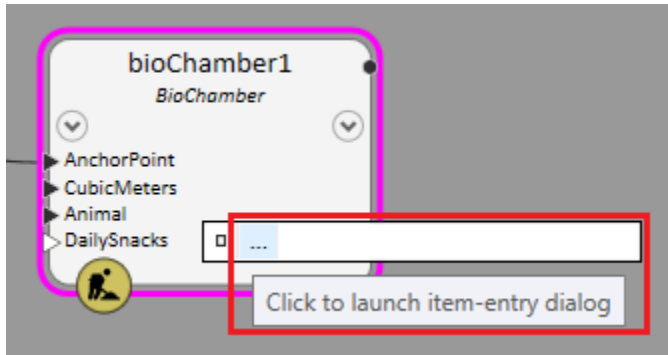 bioChamber1
BioChamber
AnchorPoint
CubicMeters
Animal
DailySnacks
...
Click to launch item-entry dialog